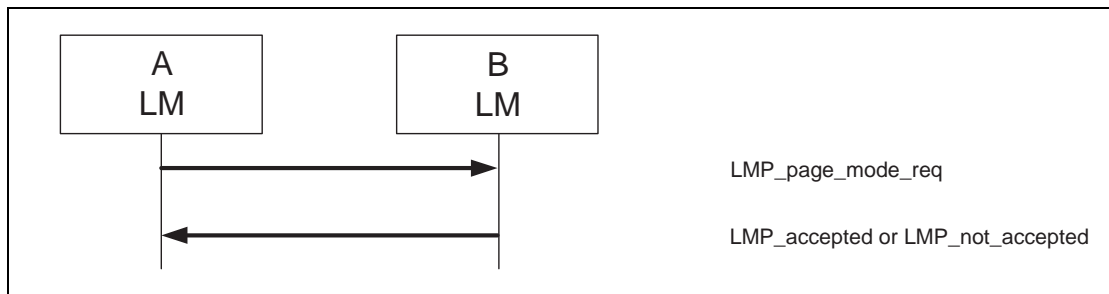 A
LM
B
LM
LMP_page_mode_req
LMP_accepted or LMP_not_accepted